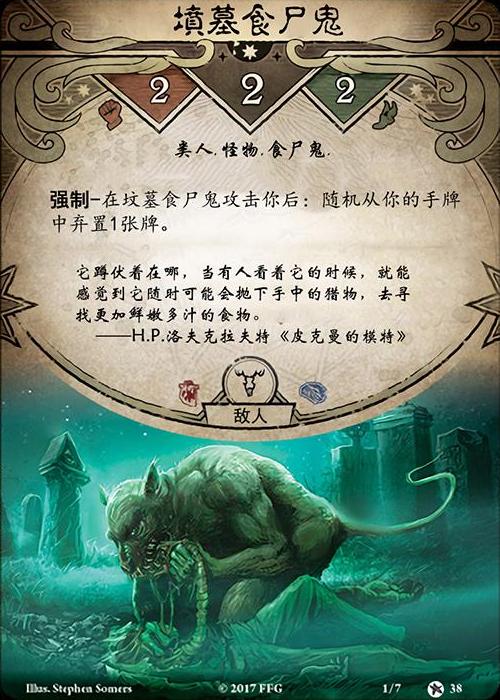 墳墓食尸鬼
2 2 2
类人.怪物.食尸鬼.
强制-在坟墓食尸鬼攻击你后：随机从你的手牌
中弃置1张牌。
它蹲伏着在哪，当有人看着它的时候，就能
感觉到它随时可能会抛下手中的猎物，去寻
找更加鲜嫩多汁的食物。
——H.P.洛夫克拉夫特《皮克曼的模特》
敌人
Illus. Stephen Somers © 2017 FFG 1/7 38